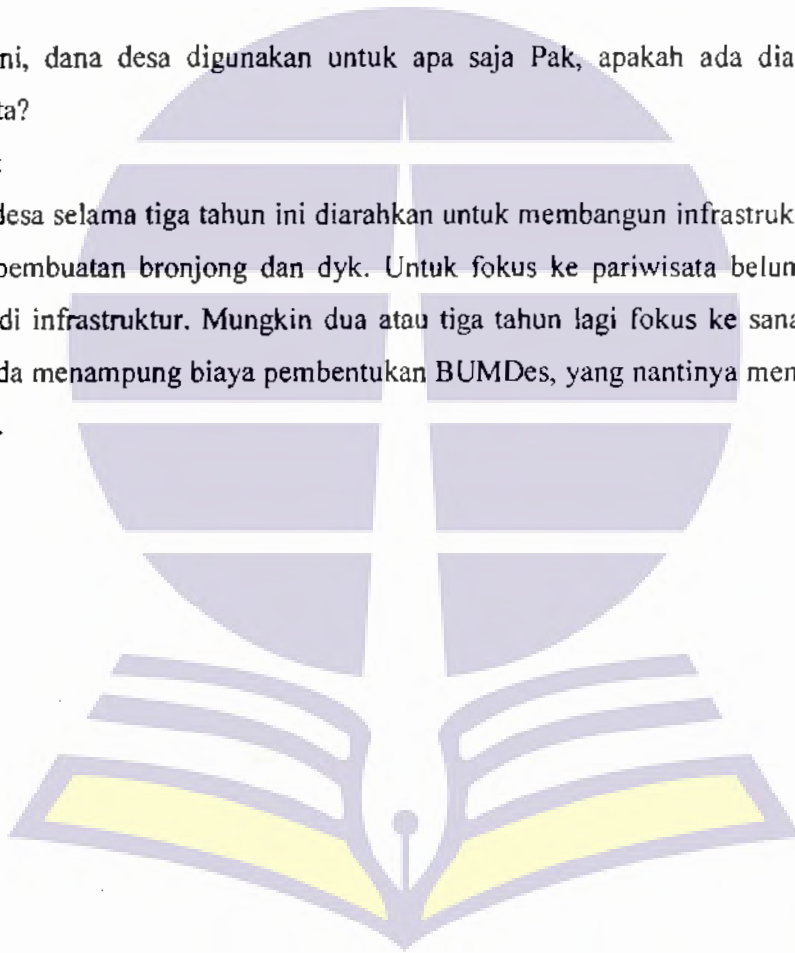 ni, dana desa digunakan untuk apa saja Pak, apakah ada dia
ta?
:
desa selama tiga tahun ini diarahkan untuk membangun infrastruk
pembuatan bronjong dan dyk. Untuk fokus ke pariwisata belum
di infrastruktur. Mungkin dua atau tiga tahun lagi fokus ke sana
da menampung biaya pembentukan BUMDes, yang nantinya men
.